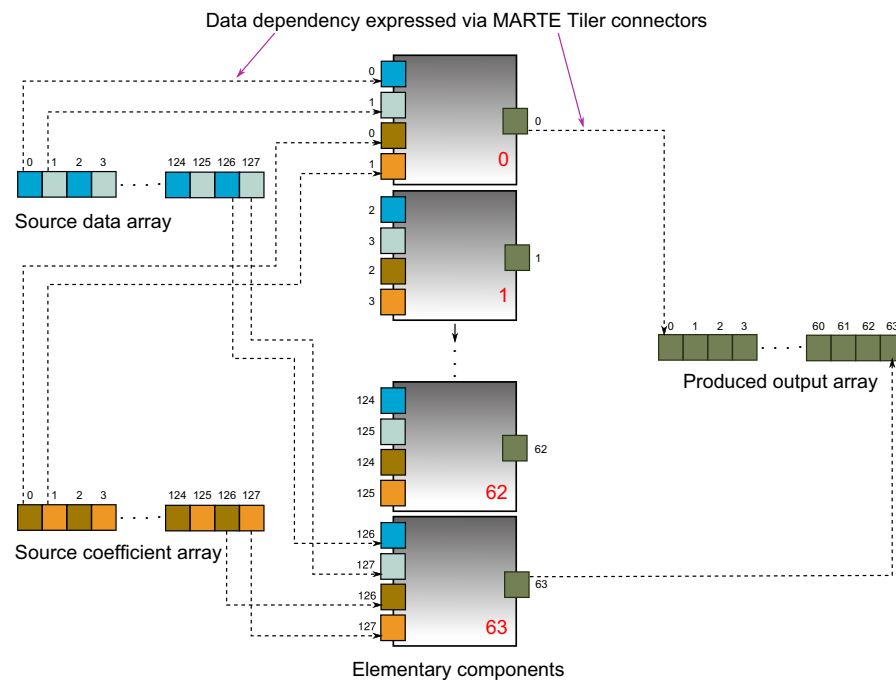 Data dependency expressed via MARTE Tiler connectors
0
1
0
1
0
0
0 1 2 3 124 125 126 127
Source data array
2
3
2
3
1
1
0 1 2 3 60 61 62 63
Produced output array
. . . .
. . . .
124
125
124
125
62
62
0 1 2 3 124 125 126 127
Source coefficient array
126
127
126
127
63
63
Elementary components